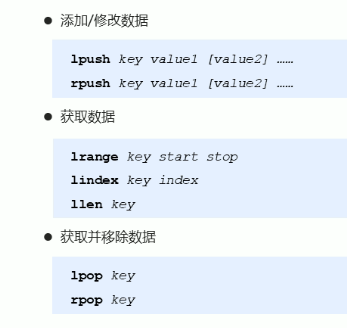 ● 添加/修改数据
lpush key value1 [value2] ……
rpush key value1 [value2] ……
● 获取数据
lrange key start stop
lindex key index
llen key
● 获取并移除数据
lpop key
rpop key